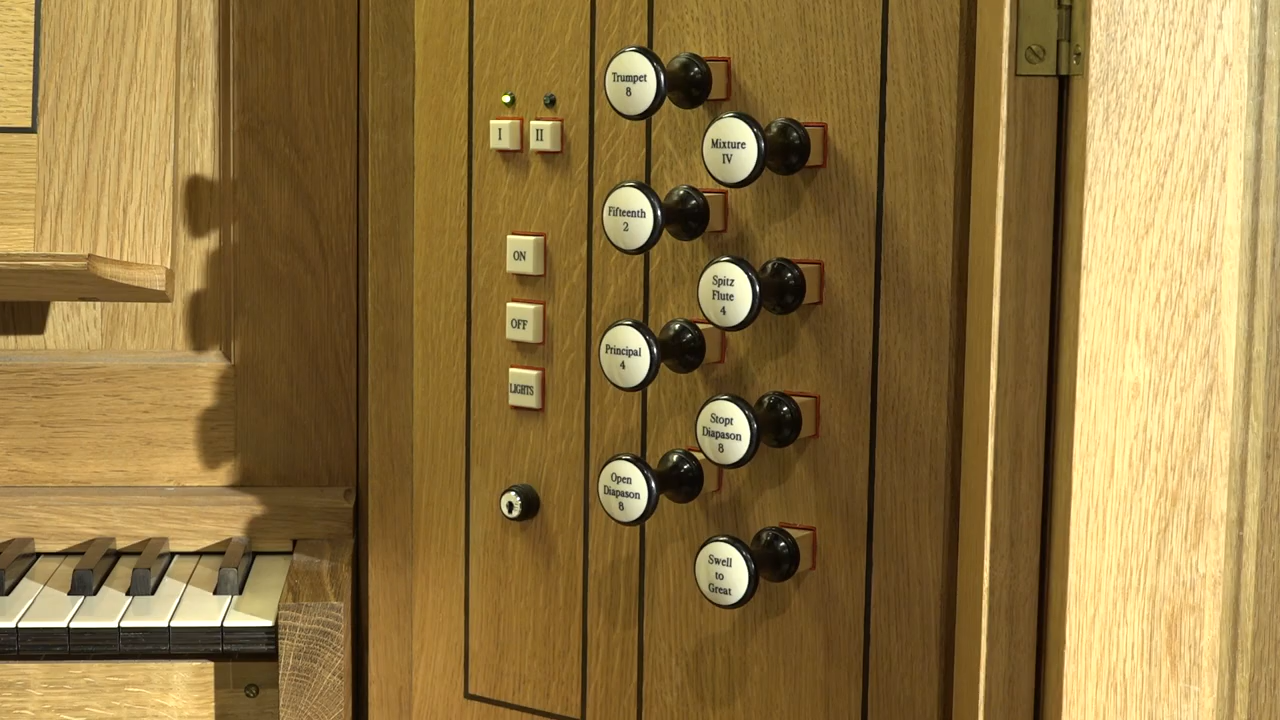 I
II
ON
OFF
LIGHTS
Trumpet
8
Mixture
IV
Fifteenth
2
Spitz
Flute
4
Principal
4
Stopt
Diapason
8
Open
Diapason
8
Swell
to
Great